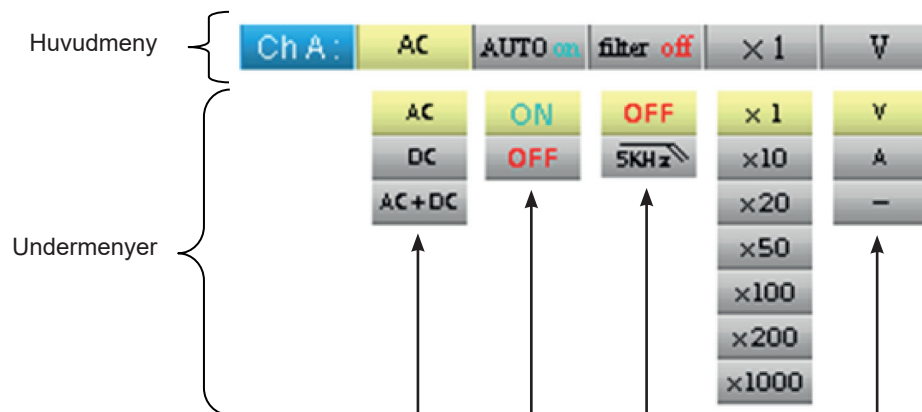 Huvudmeny
Ch A: AC AUTO on filter off ×1 V
Undermenyer
AC ON OFF ×1 V
DC OFF 5KHz ×10 A
AC+DC ×20 –
×50
×100
×200
×1000